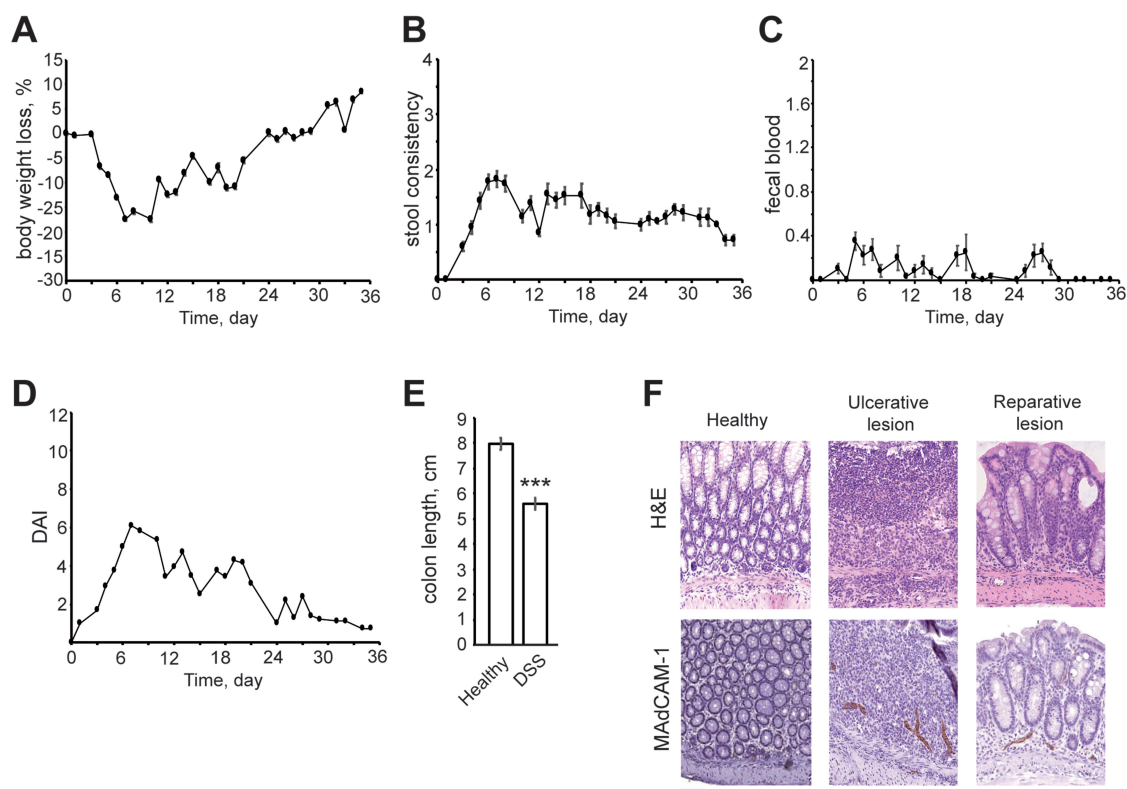 A
body weight loss, %
15
10
5
0
-5
-10
-15
-20
-25
-30
0 6 12 18 24 30 36
Time, day
B
stool consistency
4
3
2
1
0 6 12 18 24 30 36
Time, day
C
fecal blood
2
1.6
1.2
0.8
0.4
0 6 12 18 24 30 36
Time, day
D
DAI
12
10
8
6
4
2
0 6 12 18 24 30 36
Time, day
E
colon length, cm
9
8
7
6
5
4
3
2
1
0
***
Healthy
DSS
F
Healthy
Ulcerative
lesion
Reparative
lesion
H&E
MAdCAM-1